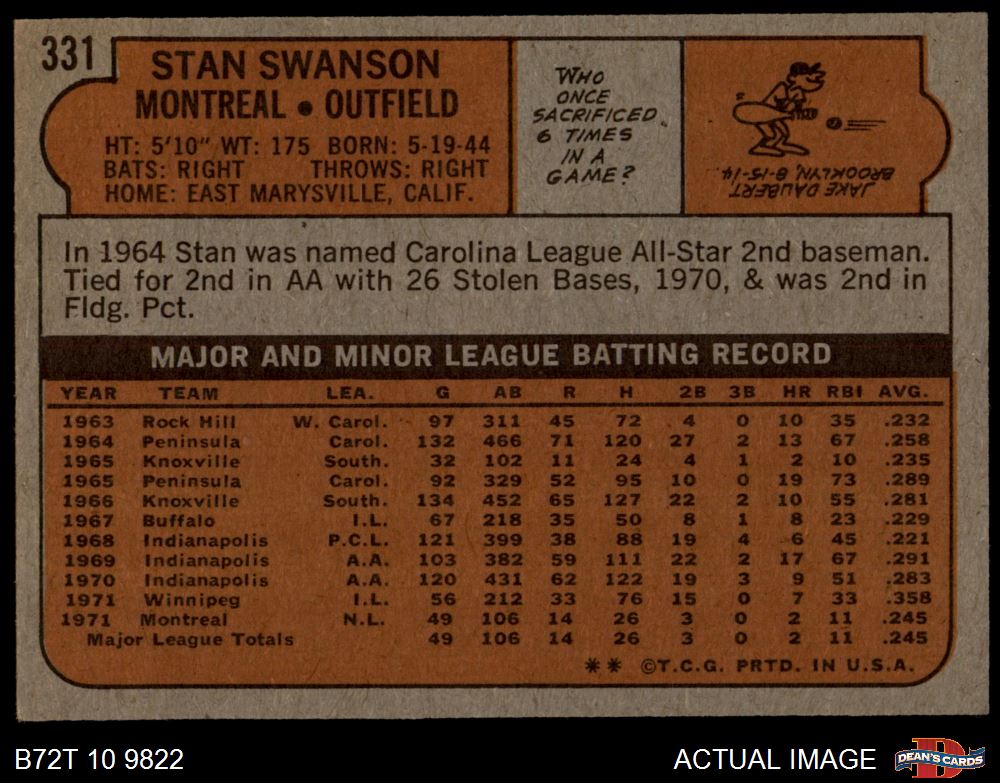 331
STAN SWANSON
MONTREAL • OUTFIELD
HT: 5'10" WT: 175 BORN: 5-19-44
BATS: RIGHT THROWS: RIGHT
HOME: EAST MARYSVILLE, CALIF.
WHO
ONCE
SACRIFICED
6 TIMES
IN A
GAME?
JAKE DAUBERT
BROOKLYN, 8-15-14
In 1964 Stan was named Carolina League All-Star 2nd baseman.
Tied for 2nd in AA with 26 Stolen Bases, 1970, & was 2nd in
Fldg. Pct.
MAJOR AND MINOR LEAGUE BATTING RECORD
YEAR TEAM LEA. G AB R H 2B 3B HR RBI AVG.
1963 Rock Hill W. Carol. 97 311 45 72 4 0 10 35 .232
1964 Peninsula Carol. 132 466 71 120 27 2 13 67 .258
1965 Knoxville South. 32 102 11 24 4 1 2 10 .235
1965 Peninsula Carol. 92 329 52 95 10 0 19 73 .289
1966 Knoxville South. 134 452 65 127 22 2 10 55 .281
1967 Buffalo I.L. 67 218 35 50 8 1 8 23 .229
1968 Indianapolis P.C.L. 121 399 38 88 19 4 6 45 .221
1969 Indianapolis A.A. 103 382 59 111 22 2 17 67 .291
1970 Indianapolis A.A. 120 431 62 122 19 3 9 51 .283
1971 Winnipeg I.L. 56 212 33 76 15 0 7 33 .358
1971 Montreal N.L. 49 106 14 26 3 0 2 11 .245
Major League Totals 49 106 14 26 3 0 2 11 .245
** ©T.C.G. PRTD. IN U.S.A.
B72T 10 9822 ACTUAL IMAGE
D
DEAN'S CARDS